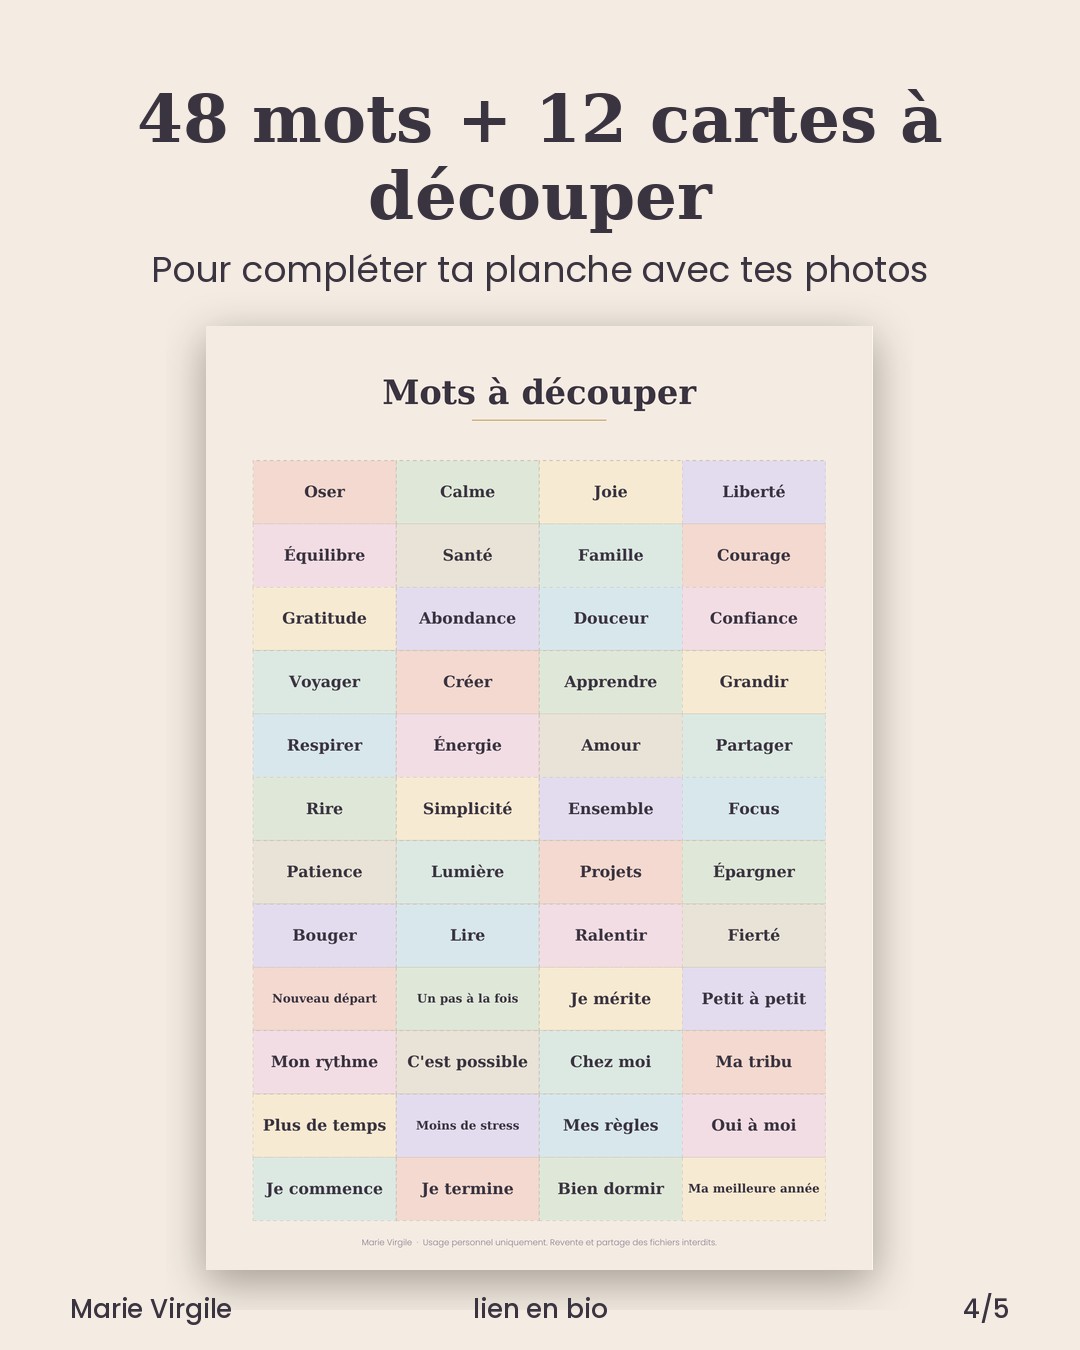 48 mots + 12 cartes à
découper
Pour compléter ta planche avec tes photos
Mots à découper
Oser Calme Joie Liberté
Équilibre Santé Famille Courage
Gratitude Abondance Douceur Confiance
Voyager Créer Apprendre Grandir
Respirer Énergie Amour Partager
Rire Simplicité Ensemble Focus
Patience Lumière Projets Épargner
Bouger Lire Ralentir Fierté
Nouveau départ Un pas à la fois Je mérite Petit à petit
Mon rythme C'est possible Chez moi Ma tribu
Plus de temps Moins de stress Mes règles Oui à moi
Je commence Je termine Bien dormir Ma meilleure année
Marie Virgile · Usage personnel uniquement. Revente et partage des fichiers interdits.
Marie Virgile lien en bio 4/5